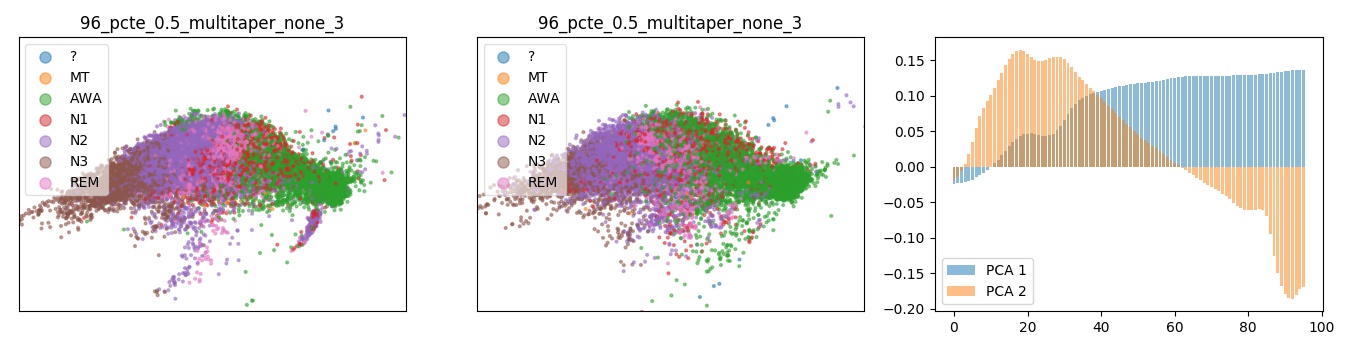 96_pcte_0.5_multitaper_none_3
?
MT
AWA
N1
N2
N3
REM
96_pcte_0.5_multitaper_none_3
?
MT
AWA
N1
N2
N3
REM
0.15
0.10
0.05
0.00
−0.05
−0.10
−0.15
−0.20
PCA 1
PCA 2
0 20 40 60 80 100